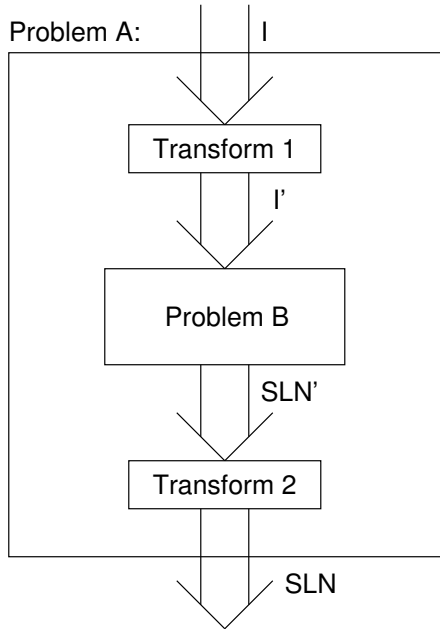 Problem A:
I
Transform 1
I'
Problem B
SLN'
Transform 2
SLN